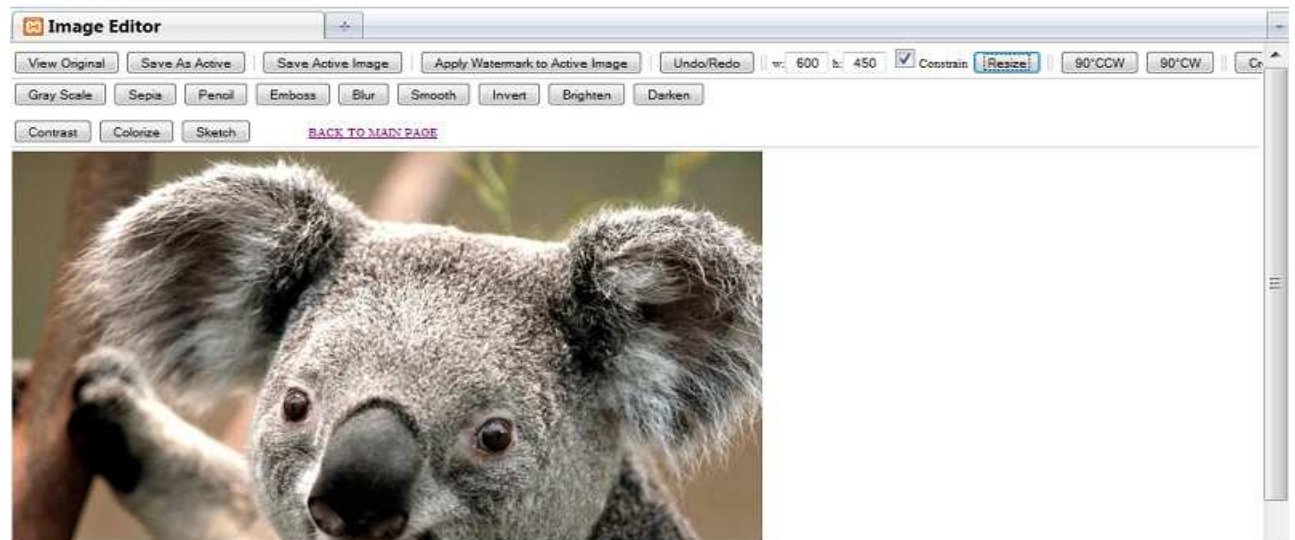 Image Editor
View Original Save As Active Save Active Image Apply Watermark to Active Image Undo/Redo w: 600 h: 450 Constrain Resize 90°CCW 90°CW
Gray Scale Sepia Pencil Emboss Blur Smooth Invert Brighten Darken
Contrast Colorize Sketch BACK TO MAIN PAGE